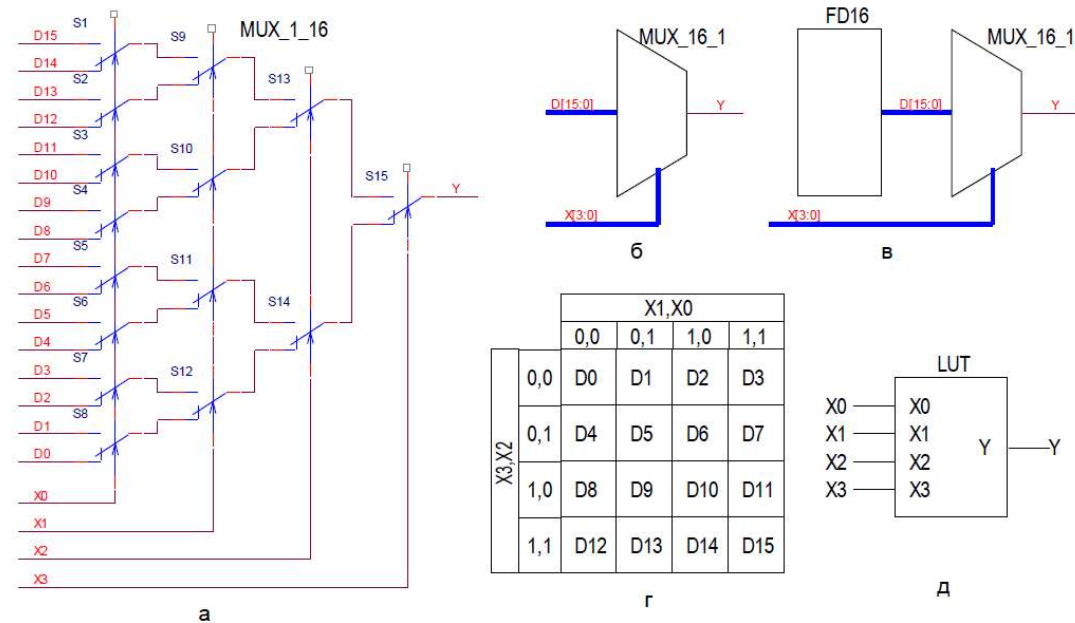 S1
MUX_1_16
D15
S9
D14
S2
S13
D13
D12
S3
D11
S10
D10
S4
S15
D9
Y
D8
S5
D7
S11
D6
S6
S14
D5
D4
S7
D3
S12
D2
S8
D1
D0
X0
X1
X2
X3
а
MUX_16_1
D[15:0]
Y
X[3:0]
б
FD16
MUX_16_1
D[15:0]
Y
X[3:0]
в
X1,X0
0,0 0,1 1,0 1,1
X3,X2
0,0 D0 D1 D2 D3
0,1 D4 D5 D6 D7
1,0 D8 D9 D10 D11
1,1 D12 D13 D14 D15
г
LUT
X0 X0
X1 X1
Y Y
X2 X2
X3 X3
д